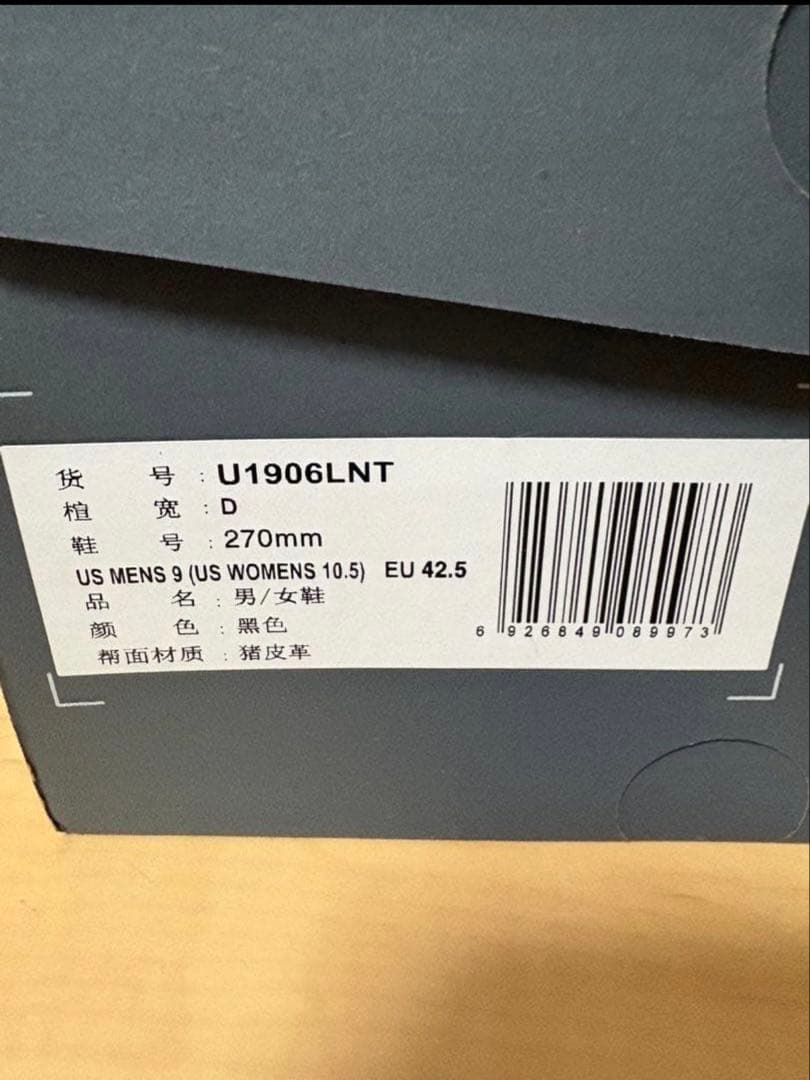 货 号 : U1906LNT
楦 宽 : D
鞋 号 : 270mm
US MENS 9 (US WOMENS 10.5) EU 42.5
品 名 : 男/女鞋
颜 色 : 黑色
帮面材质 : 猪皮革
6 926849 089973